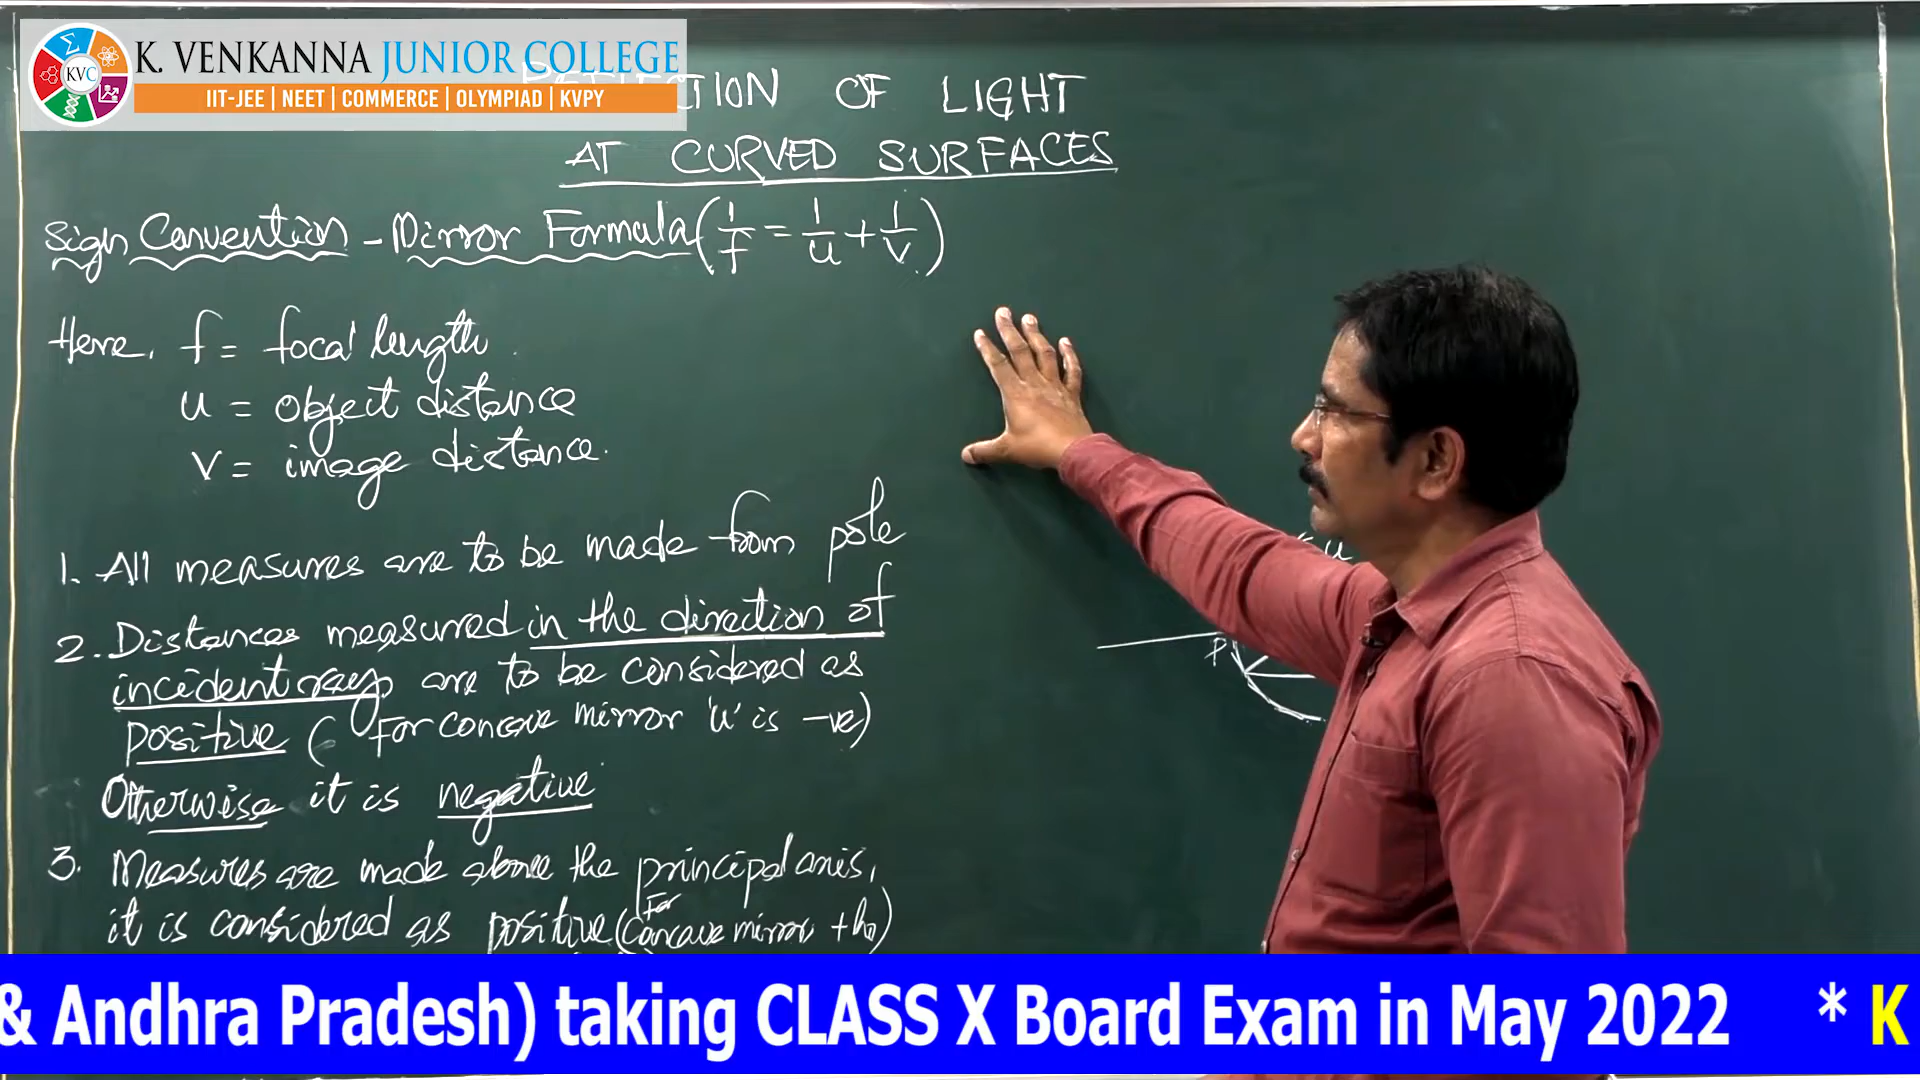 K. VENKANNA JUNIOR COLLEGE
IIT-JEE | NEET | COMMERCE | OLYMPIAD | KVPY
KVC
OF LIGHT
AT CURVED SURFACES
Sign Convention - Mirror Formula (1/f = 1/u + 1/v)
Here, f = focal length
u = object distance
v = image distance.
1. All measures are to be made from pole
2. Distances measured in the direction of
incident ray are to be considered as
positive ( For concave mirror 'u' is -ve)
Otherwise it is negative
3. Measures are made above the principal axis,
For
it is considered as positive (Concave mirror +h₀)
u
P
& Andhra Pradesh) taking CLASS X Board Exam in May 2022 * K